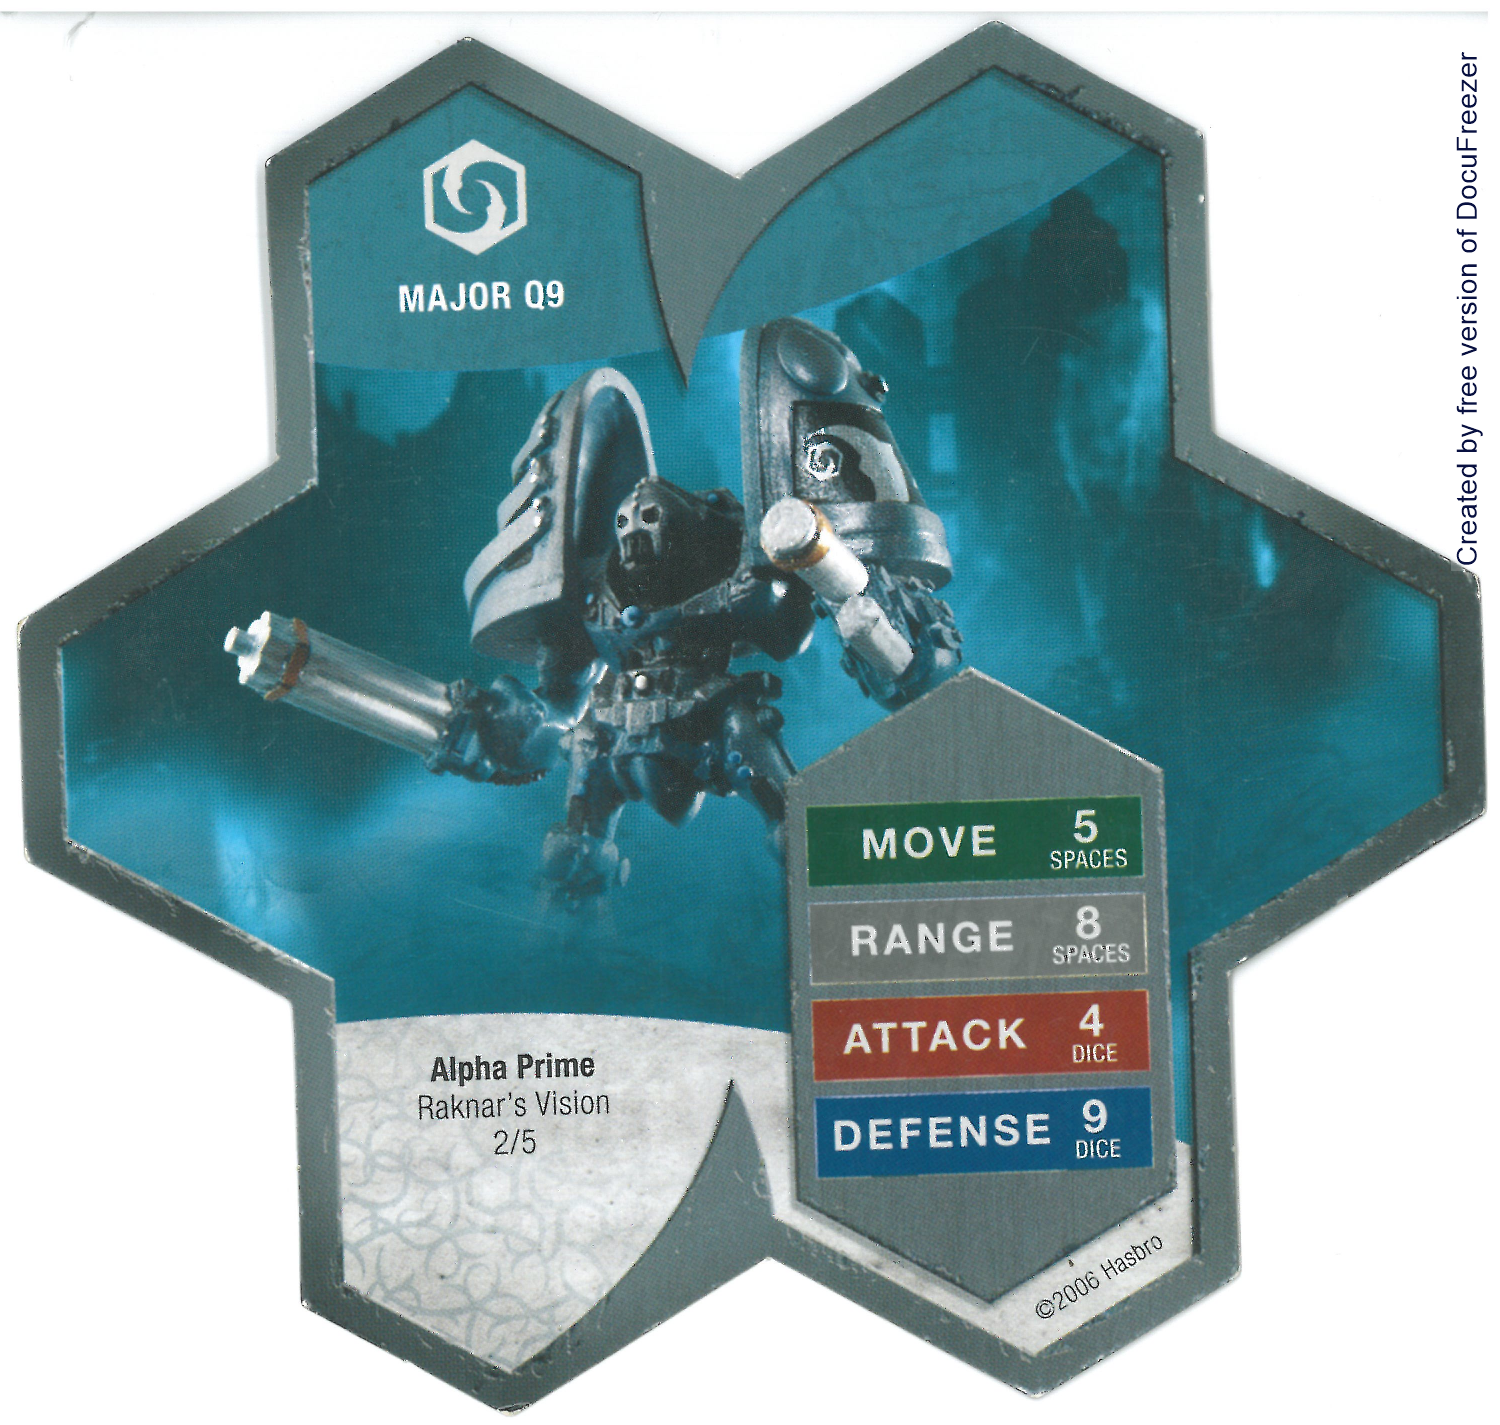 MAJOR Q9
MOVE 5 SPACES
RANGE 8 SPACES
ATTACK 4 DICE
DEFENSE 9 DICE
Alpha Prime
Raknar's Vision
2/5
©2006 Hasbro
Created by free version of DocuFreezer